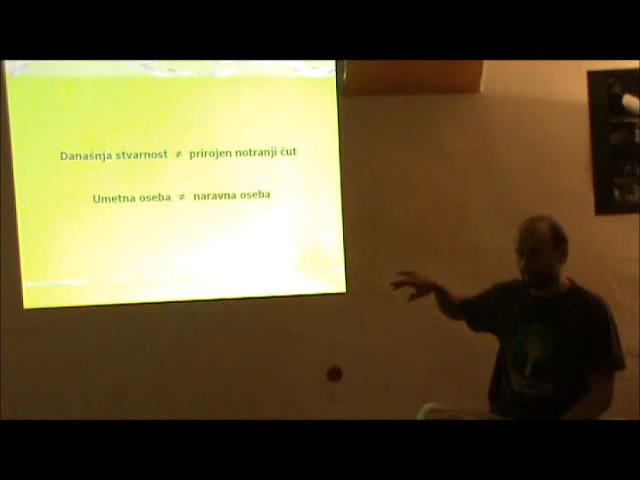 Današnja stvarnost ≠ prirojen notranji čut
Umetna oseba ≠ naravna oseba